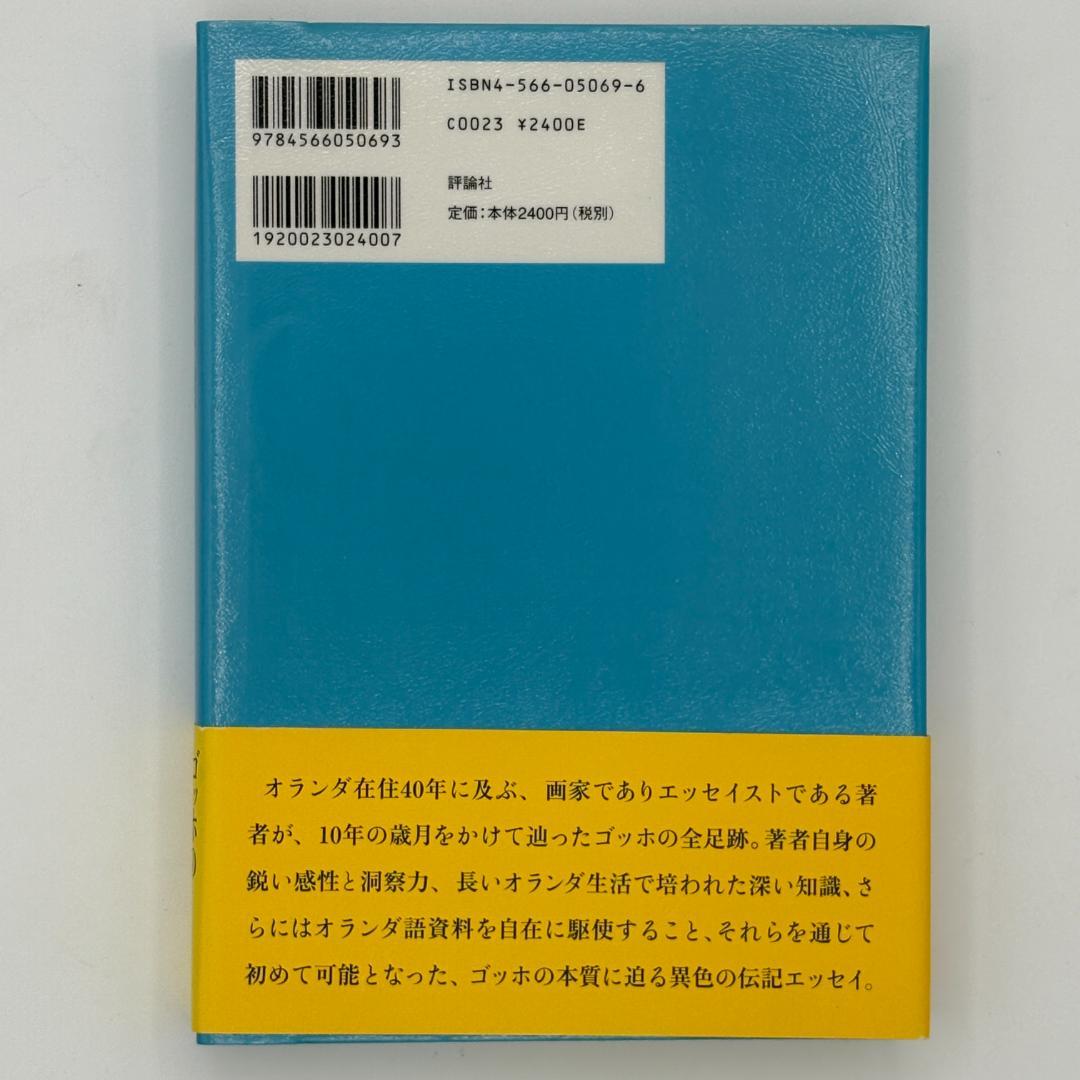 ISBN4-566-05069-6
9784566050693
C0023 ¥2400E
評論社
1920023024007
定価：本体2400円（税別）
オランダ在住40年に及ぶ、画家でありエッセイストである著
者が、10年の歳月をかけて辿ったゴッホの全足跡。著者自身の
鋭い感性と洞察力、長いオランダ生活で培われた深い知識、さ
らにはオランダ語資料を自在に駆使すること、それらを通じて
初めて可能となった、ゴッホの本質に迫る異色の伝記エッセイ。